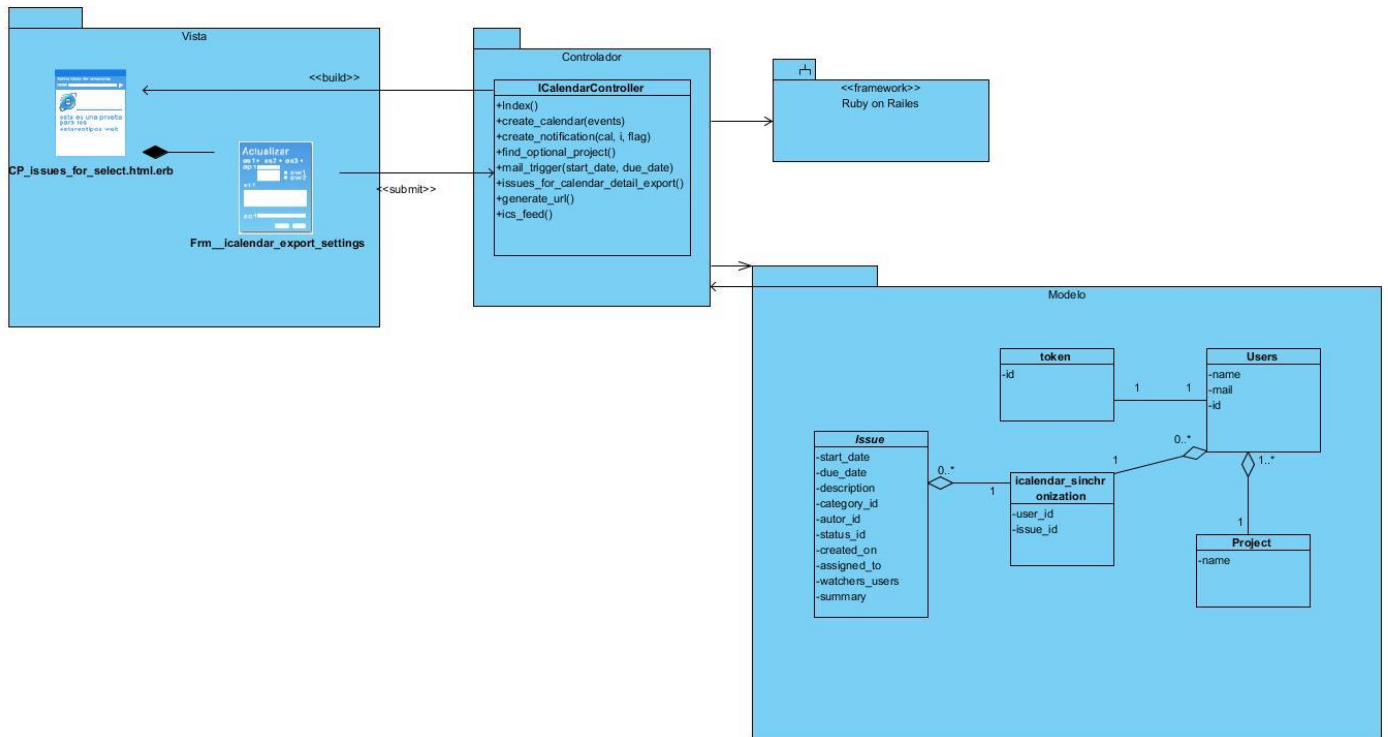 Vista
esta es una prueba
para los
estereotipos web
CP_issues_for_select.html.erb
Actualizar
Frm__icalendar_export_settings
<<build>>
<<submit>>
Controlador
ICalendarController
+Index()
+create_calendar(events)
+create_notification(cal, i, flag)
+find_optional_project()
+mail_trigger(start_date, due_date)
+issues_for_calendar_detail_export()
+generate_url()
+ics_feed()
<<framework>>
Ruby on Railes
Modelo
token
-id
1
1
Users
-name
-mail
-id
0..*
1
1..*
1
Issue
-start_date
-due_date
-description
-category_id
-autor_id
-status_id
-created_on
-assigned_to
-watchers_users
-summary
0..*
1
icalendar_sinchr
onization
-user_id
-issue_id
Project
-name